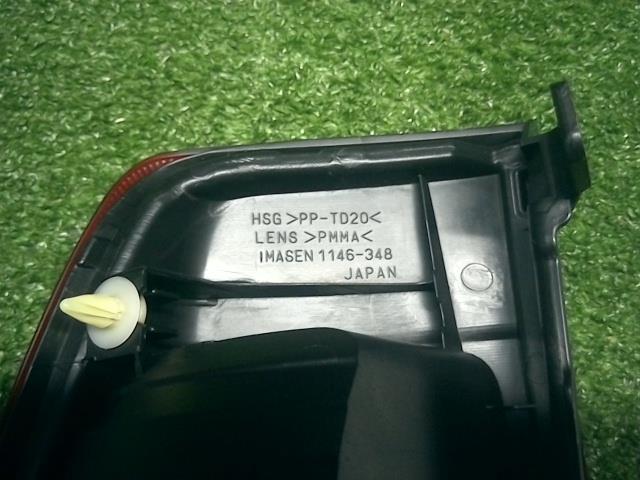 HSG >PP-TD20<
LENS >PMMA<
IMASEN 1146-348
JAPAN